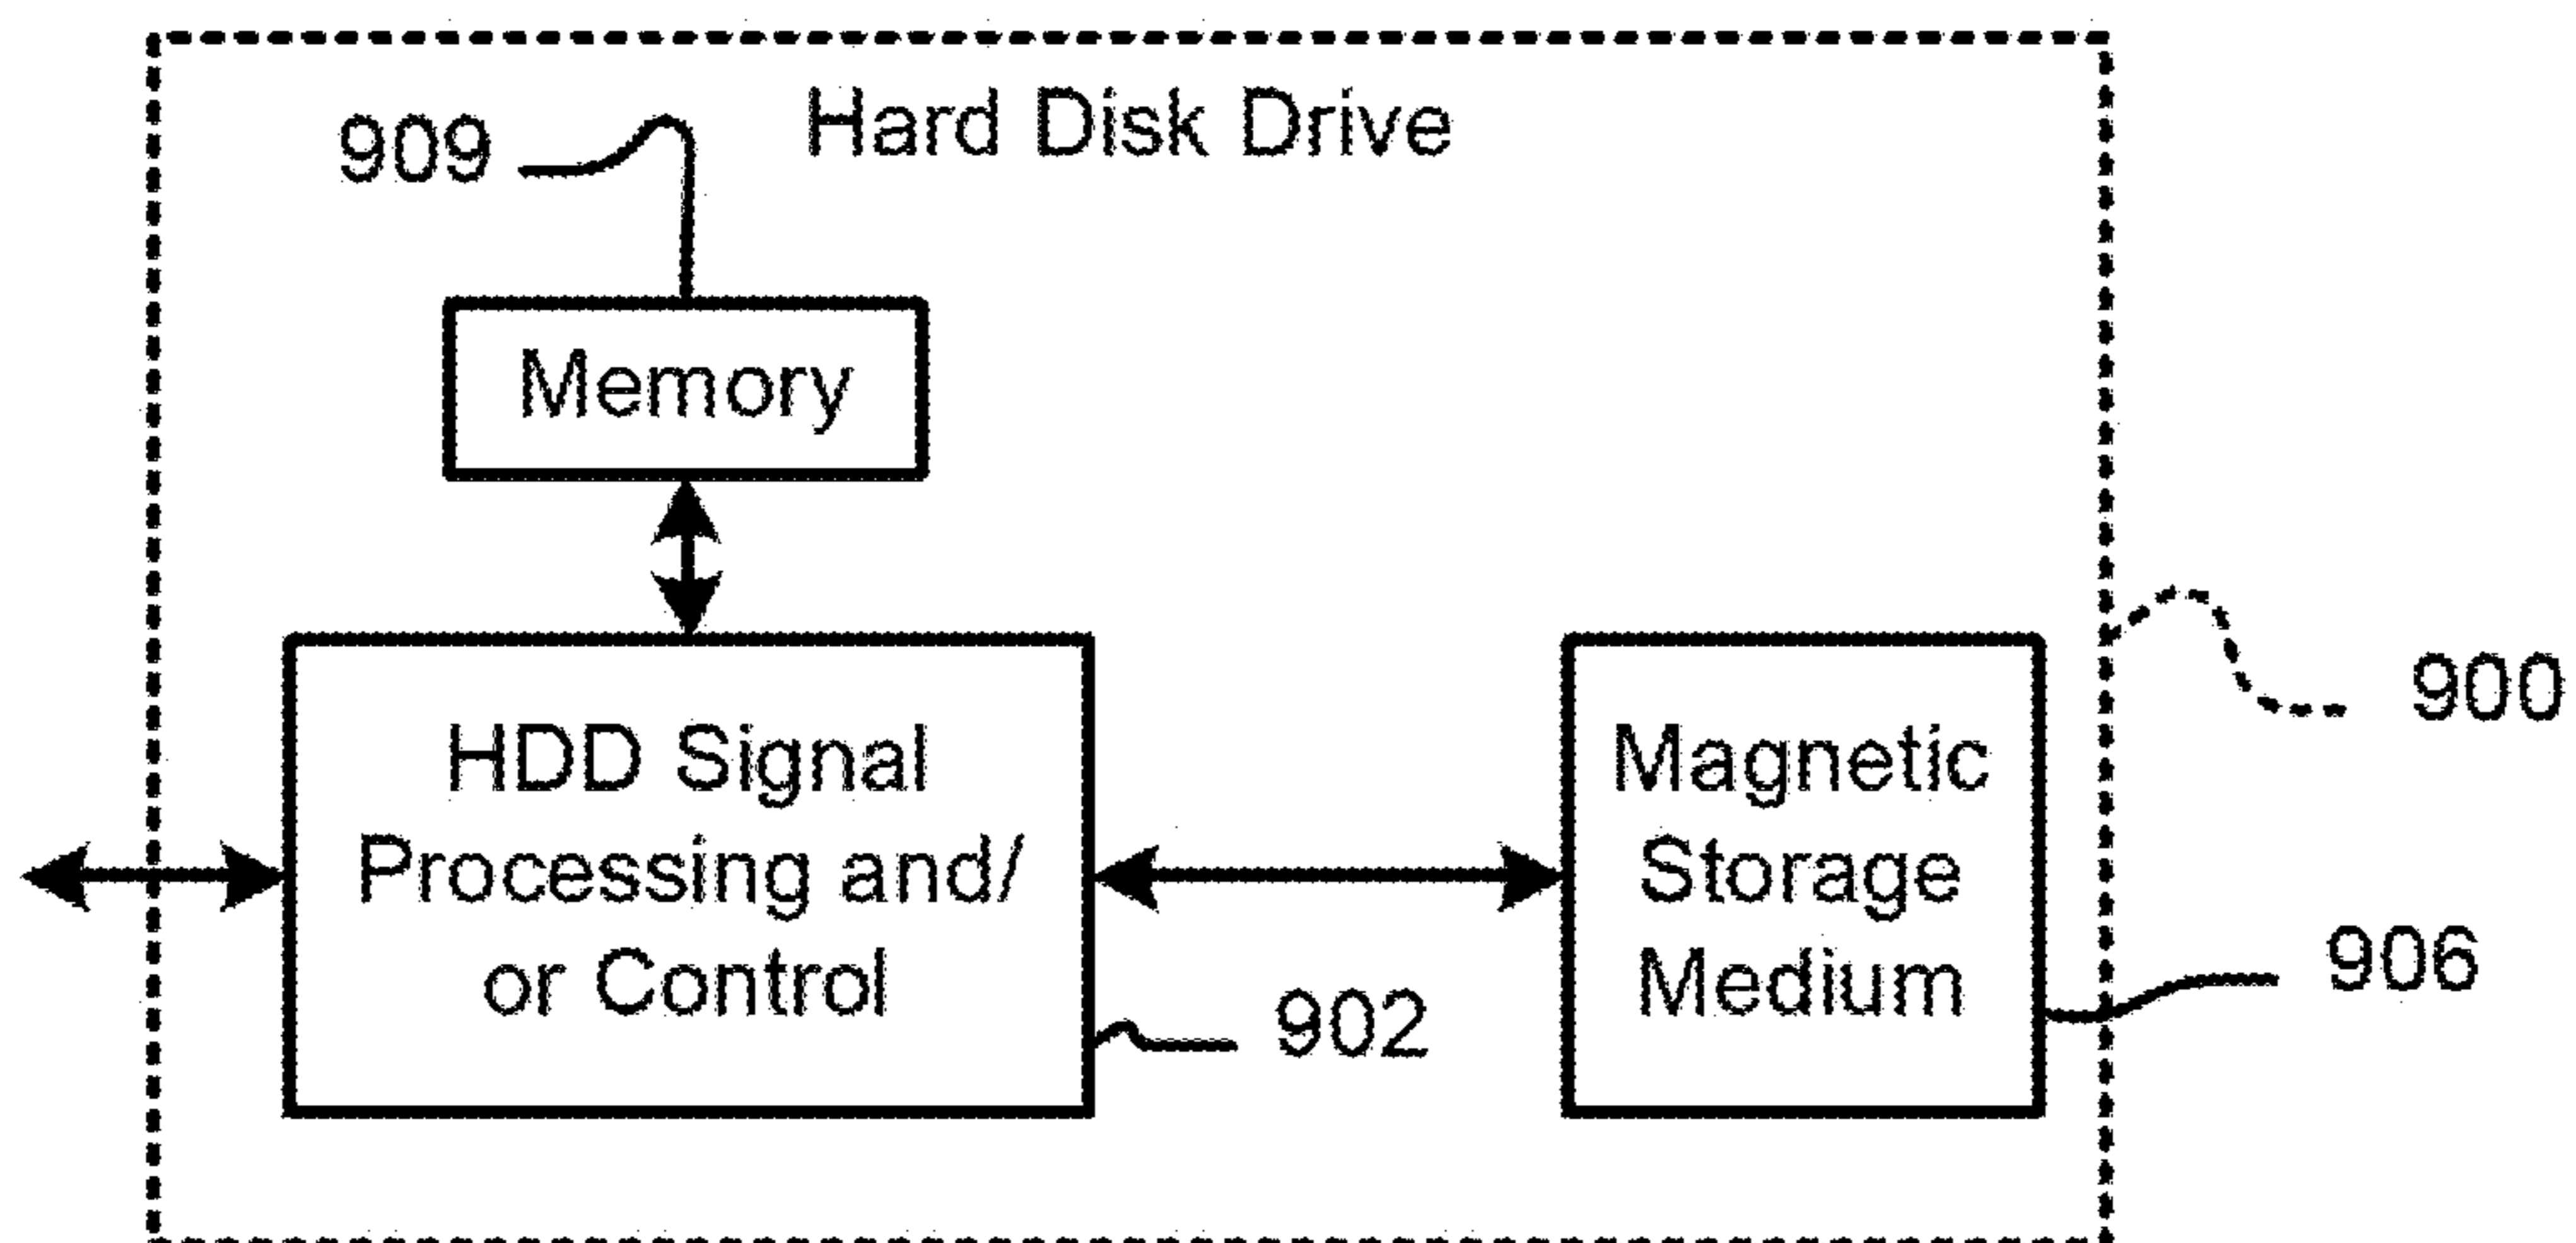 Hard Disk Drive
909
Memory
HDD Signal
Processing and/
or Control
902
Magnetic
Storage
Medium
900
906